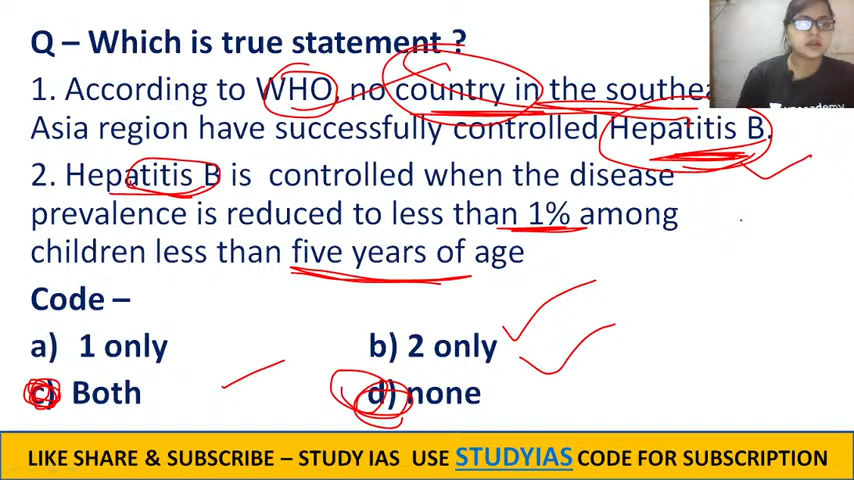 Q – Which is true statement ?
1. According to WHO, no country in the southe
Asia region have successfully controlled Hepatitis B.
2. Hepatitis B is controlled when the disease
prevalence is reduced to less than 1% among
children less than five years of age
Code –
a) 1 only b) 2 only
c) Both d) none
LIKE SHARE & SUBSCRIBE – STUDY IAS USE STUDYIAS CODE FOR SUBSCRIPTION